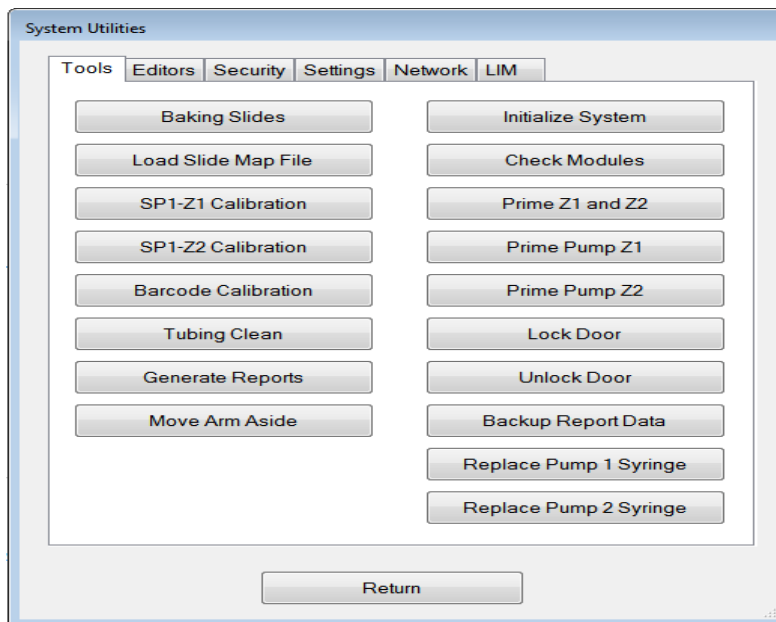 System Utilities
Tools Editors Security Settings Network LIM
Baking Slides
Load Slide Map File
SP1-Z1 Calibration
SP1-Z2 Calibration
Barcode Calibration
Tubing Clean
Generate Reports
Move Arm Aside
Initialize System
Check Modules
Prime Z1 and Z2
Prime Pump Z1
Prime Pump Z2
Lock Door
Unlock Door
Backup Report Data
Replace Pump 1 Syringe
Replace Pump 2 Syringe
Return